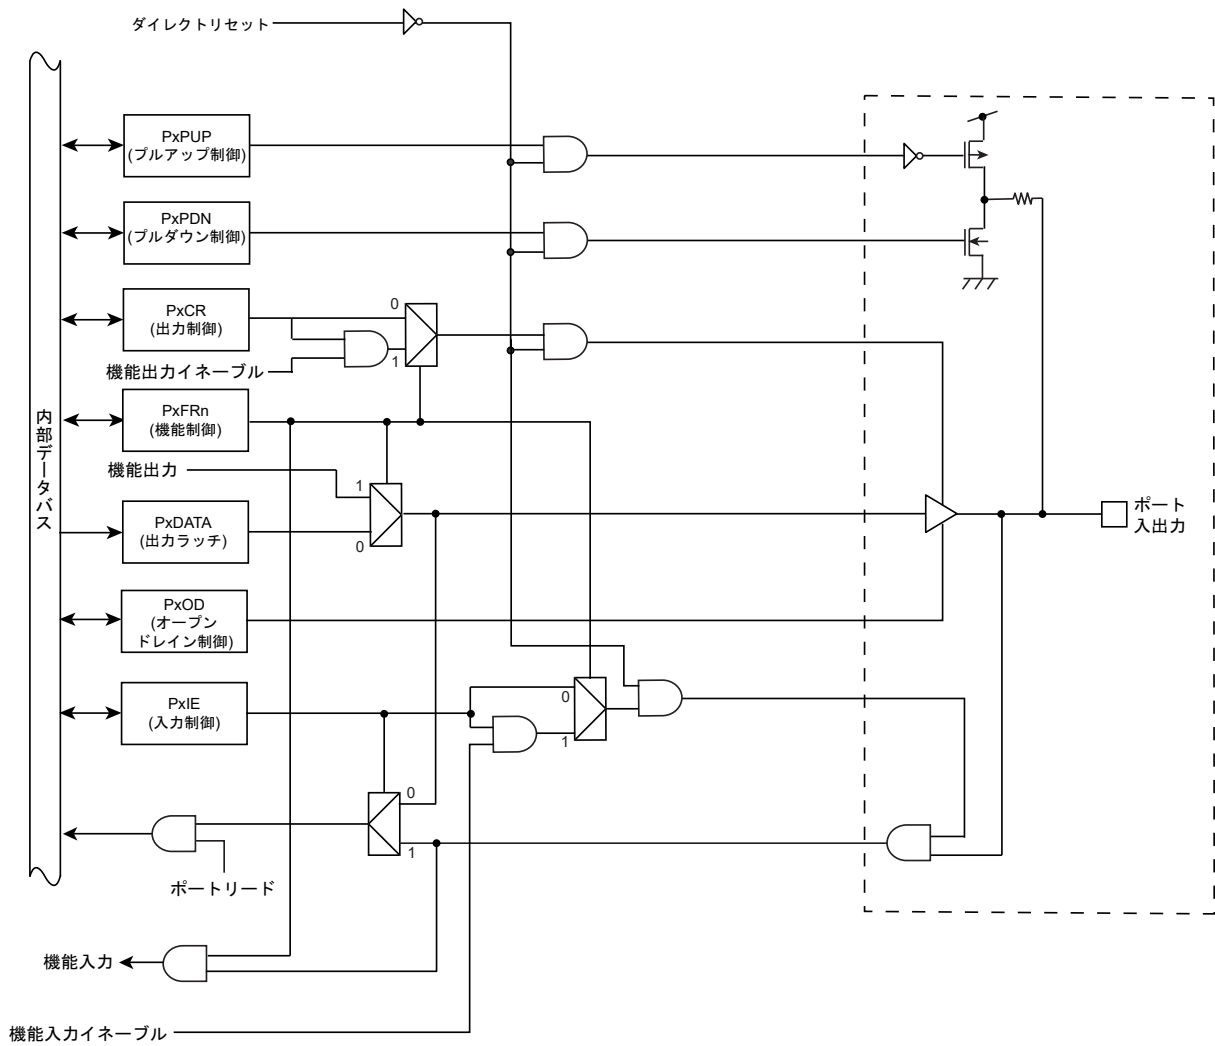 ダイレクトリセット
PxPUP
(プルアップ制御)
PxPDN
(プルダウン制御)
PxCR
(出力制御)
0
1
機能出力イネーブル
PxFRn
(機能制御)
内部データバス
機能出力
1
0
PxDATA
(出力ラッチ)
ポート
入出力
PxOD
(オープン
ドレイン制御)
PxIE
(入力制御)
0
1
0
1
ポートリード
機能入力
機能入力イネーブル